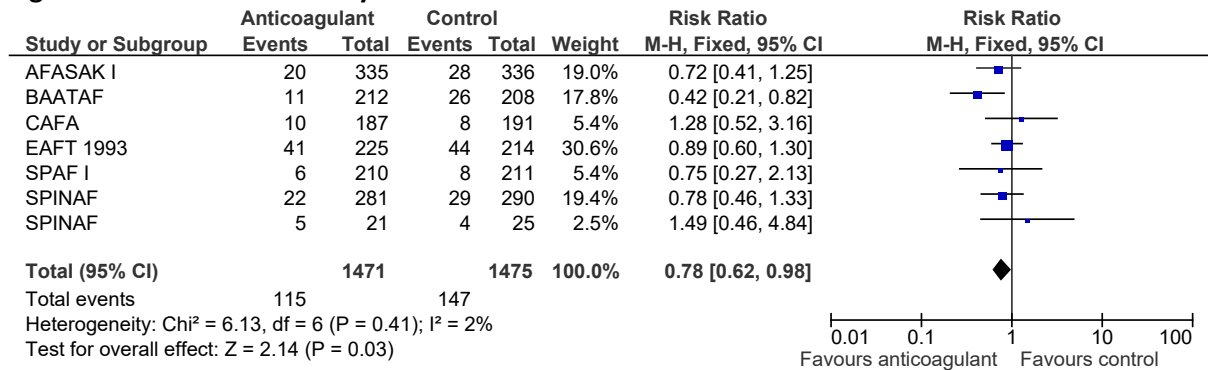 Anticoagulant Control Risk Ratio Risk Ratio
Study or Subgroup Events Total Events Total Weight M-H, Fixed, 95% CI M-H, Fixed, 95% CI
AFASAK I 20 335 28 336 19.0% 0.72 [0.41, 1.25]
BAATAF 11 212 26 208 17.8% 0.42 [0.21, 0.82]
CAFA 10 187 8 191 5.4% 1.28 [0.52, 3.16]
EAFT 1993 41 225 44 214 30.6% 0.89 [0.60, 1.30]
SPAF I 6 210 8 211 5.4% 0.75 [0.27, 2.13]
SPINAF 22 281 29 290 19.4% 0.78 [0.46, 1.33]
SPINAF 5 21 4 25 2.5% 1.49 [0.46, 4.84]
Total (95% CI) 1471 1475 100.0% 0.78 [0.62, 0.98]
Total events 115 147
Heterogeneity: Chi² = 6.13, df = 6 (P = 0.41); I² = 2%
Test for overall effect: Z = 2.14 (P = 0.03)
0.01 0.1 1 10 100
Favours anticoagulant Favours control